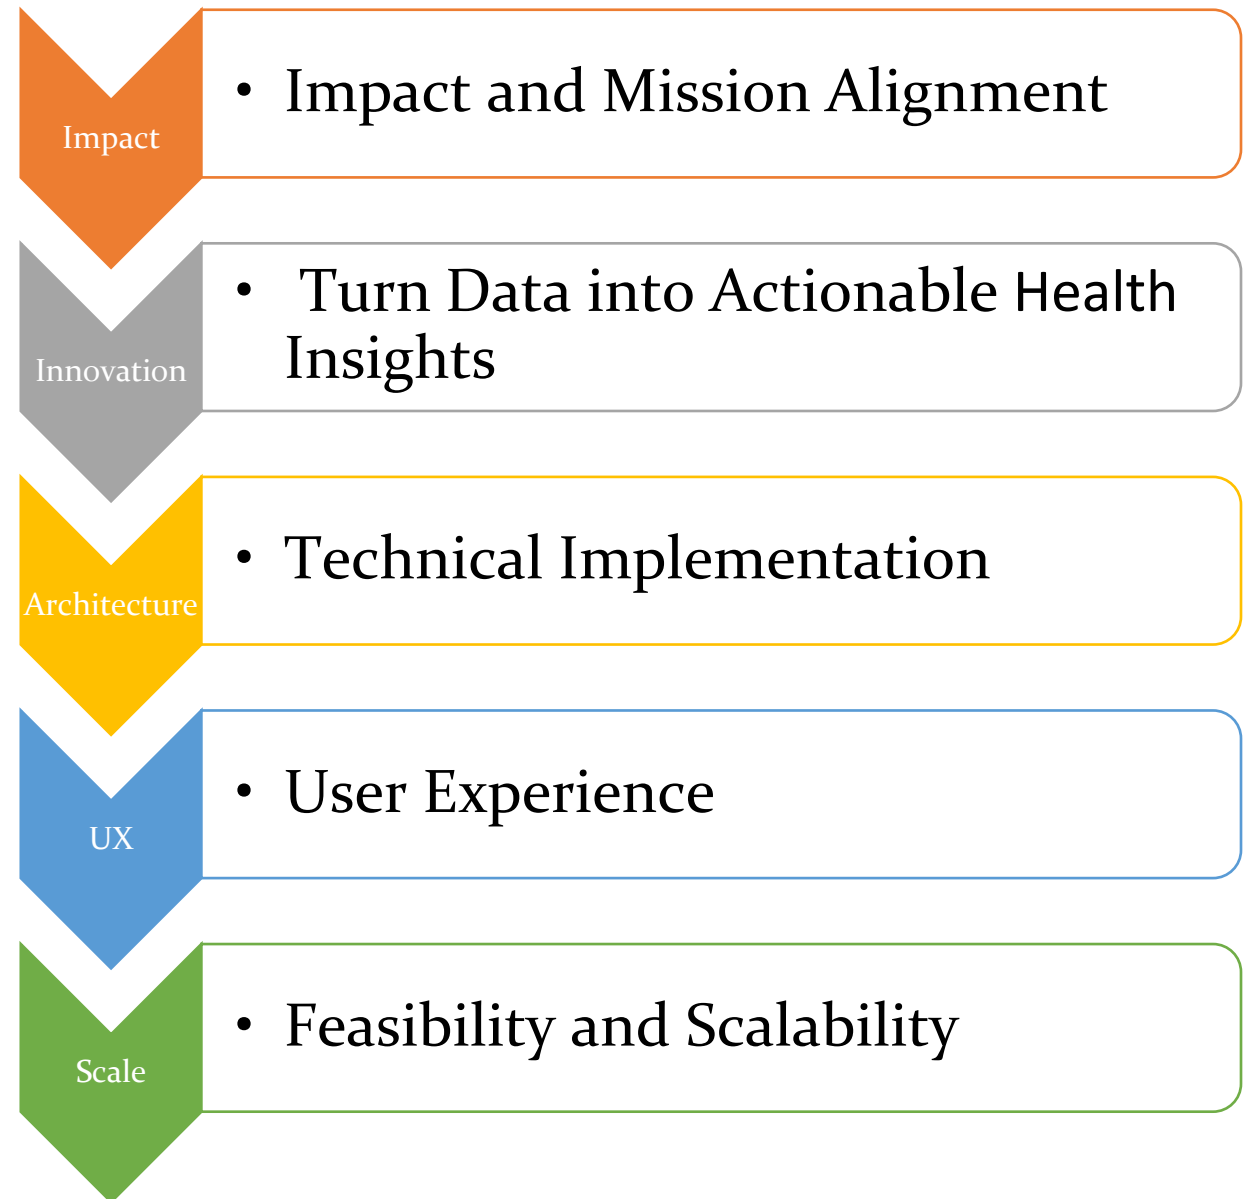 Impact
• Impact and Mission Alignment
Innovation
• Turn Data into Actionable Health
Insights
Architecture
• Technical Implementation
UX
• User Experience
Scale
• Feasibility and Scalability